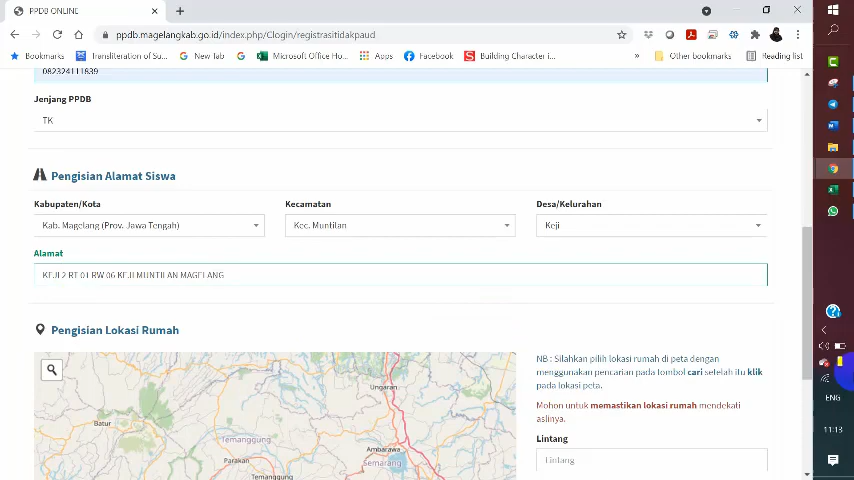 PPDB ONLINE
ppdb.magelangkab.go.id/index.php/Clogin/registrasitidakpaud
Bookmarks Transliteration of Su... New Tab Microsoft Office Ho... Apps Facebook Building Character i... » Other bookmarks Reading list
082324111839
Jenjang PPDB
TK
Pengisian Alamat Siswa
Kabupaten/Kota Kecamatan Desa/Kelurahan
Kab. Magelang (Prov. Jawa Tengah) Kec. Muntilan Keji
Alamat
KEJI 2 RT 01 RW 06 KEJI MUNTILAN MAGELANG
Pengisian Lokasi Rumah
NB : Silahkan pilih lokasi rumah di peta dengan
menggunakan pencarian pada tombol cari setelah itu klik
pada lokasi peta.
Mohon untuk memastikan lokasi rumah mendekati
aslinya.
Lintang
Lintang
Ungaran
Batur
Temanggung
Ambarawa
Parakan
Semarang
Temanggung
ENG
11:13